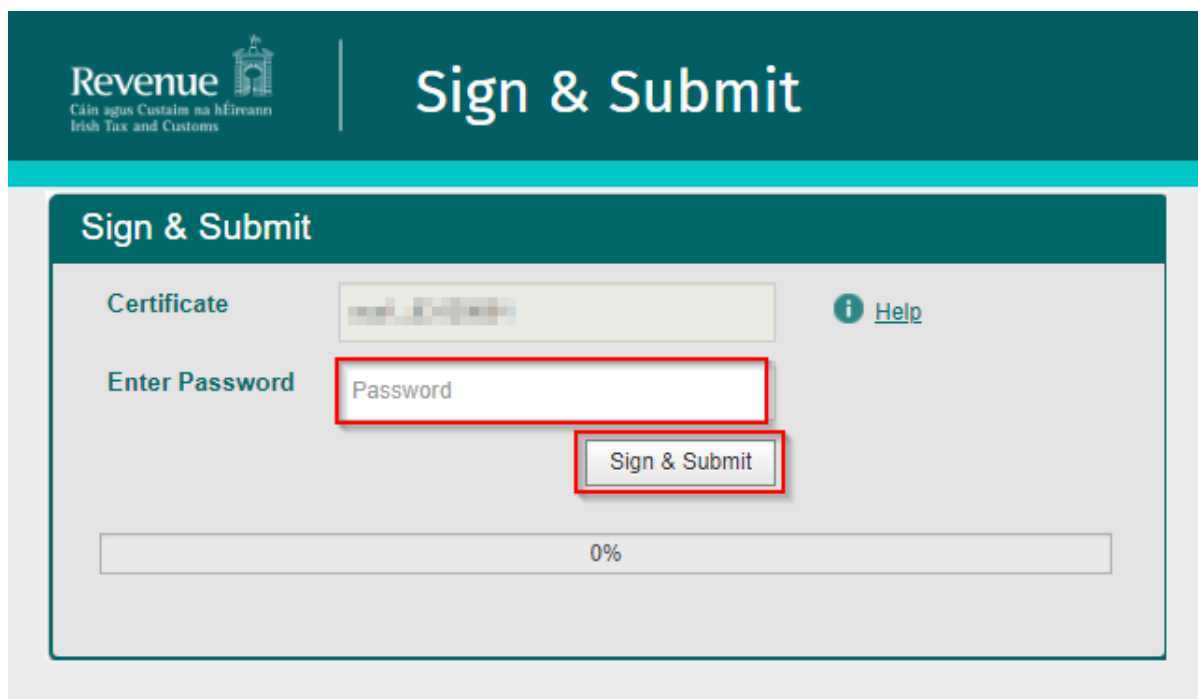 Revenue
Cáin agus Custaim na hÉireann
Irish Tax and Customs
Sign & Submit
Sign & Submit
Certificate
Help
Enter Password
Password
Sign & Submit
0%